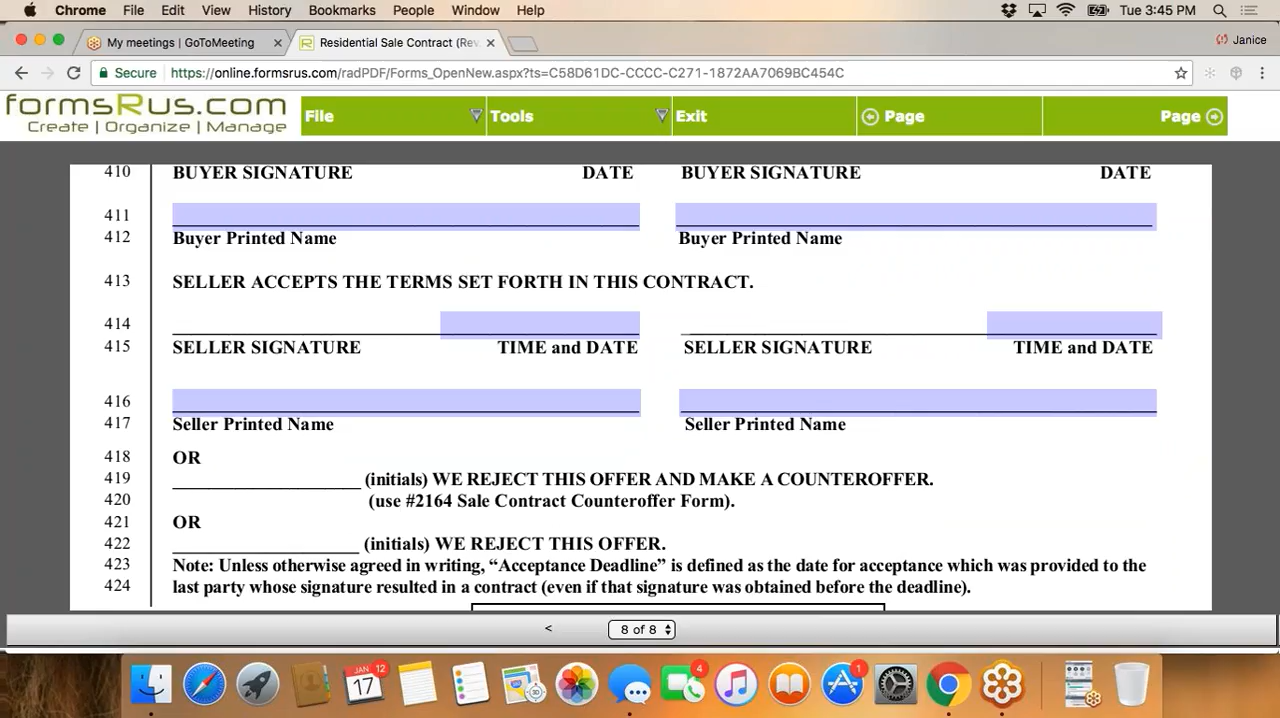 Chrome File Edit View History Bookmarks People Window Help Tue 3:45 PM
My meetings | GoToMeeting × Residential Sale Contract (Rev. × Janice
Secure https://online.formsrus.com/radPDF/Forms_OpenNew.aspx?ts=C58D61DC-CCCC-C271-1872AA7069BC454C
formsRus.com
Create | Organize | Manage
File Tools Exit Page Page
410 BUYER SIGNATURE DATE BUYER SIGNATURE DATE
411
412 Buyer Printed Name Buyer Printed Name
413 SELLER ACCEPTS THE TERMS SET FORTH IN THIS CONTRACT.
414
415 SELLER SIGNATURE TIME and DATE SELLER SIGNATURE TIME and DATE
416
417 Seller Printed Name Seller Printed Name
418 OR
419 (initials) WE REJECT THIS OFFER AND MAKE A COUNTEROFFER.
420 (use #2164 Sale Contract Counteroffer Form).
421 OR
422 (initials) WE REJECT THIS OFFER.
423 Note: Unless otherwise agreed in writing, “Acceptance Deadline” is defined as the date for acceptance which was provided to the
424 last party whose signature resulted in a contract (even if that signature was obtained before the deadline).
< 8 of 8
JAN 12 17 4 1